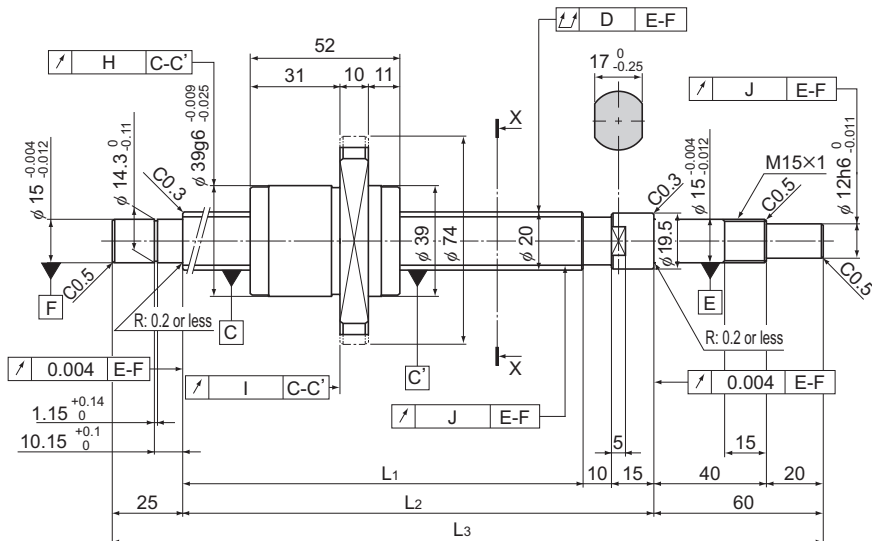 52
D E-F
H C-C'
31 10 11
17 0 -0.25
J E-F
X
φ 15 -0.004 -0.012
φ 14.3 0 -0.11
C0.3
φ 39g6 -0.009 -0.025
C0.3
φ 15 -0.004 -0.012
M15×1
C0.5
φ 12h6 0 -0.011
φ 39
φ 74
φ 20
φ 19.5
F
C0.5
C
E
C0.5
R: 0.2 or less
R: 0.2 or less
C'
X
0.004 E-F
I C-C'
0.004 E-F
J E-F
1.15 +0.14 0
10.15 +0.1 0
5
15
L1
10 15 40 20
25 L2 60
L3